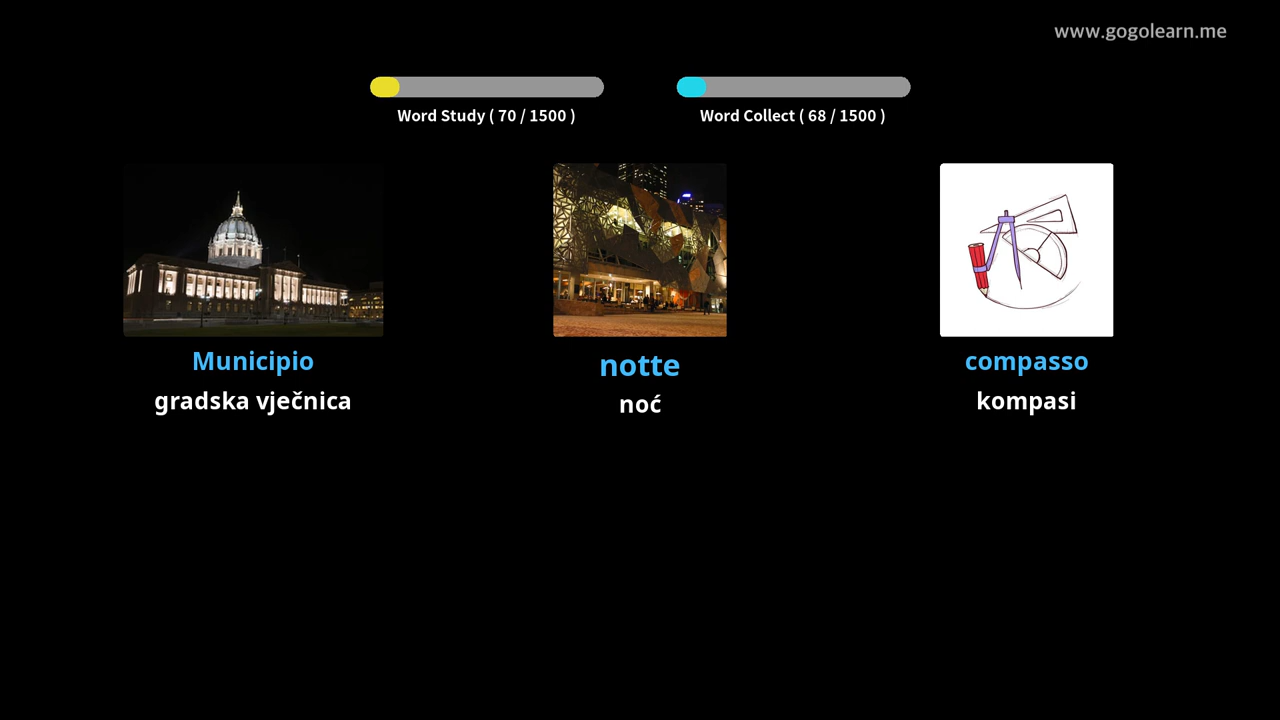 www.gogolearn.me
Word Study ( 70 / 1500 )
Word Collect ( 68 / 1500 )
Municipio
gradska vječnica
notte
noć
compasso
kompasi